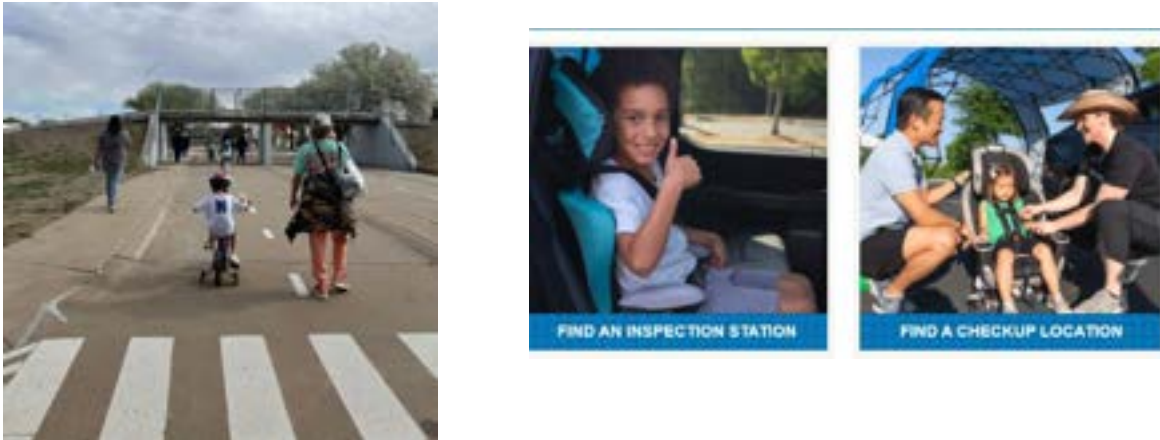 FIND AN INSPECTION STATION
FIND A CHECKUP LOCATION